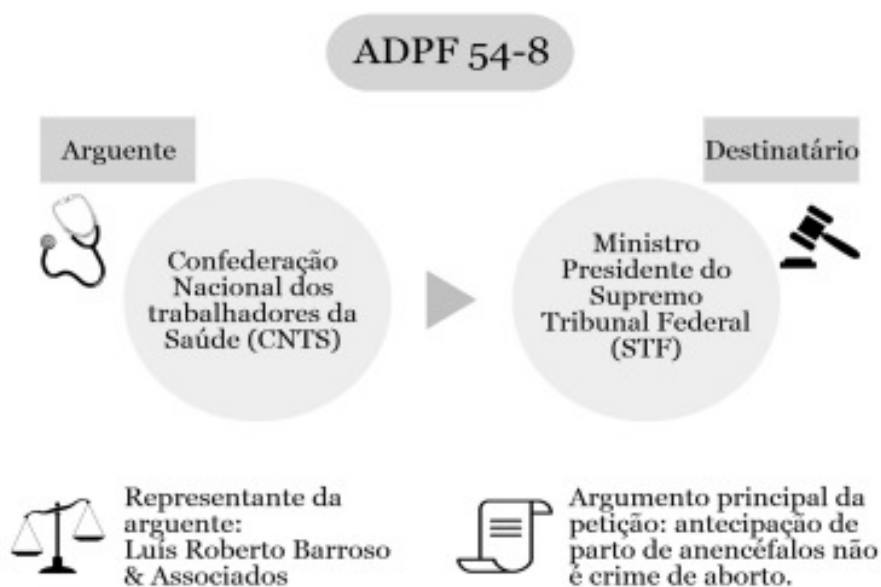 ADPF 54-8
Arguente
Destinatário
Confederação
Nacional dos
trabalhadores da
Saúde (CNTS)
Ministro
Presidente do
Supremo
Tribunal Federal
(STF)
Representante da
arguente:
Luís Roberto Barroso
& Associados
Argumento principal da
petição: antecipação de
parto de anencéfalos não
é crime de aborto.